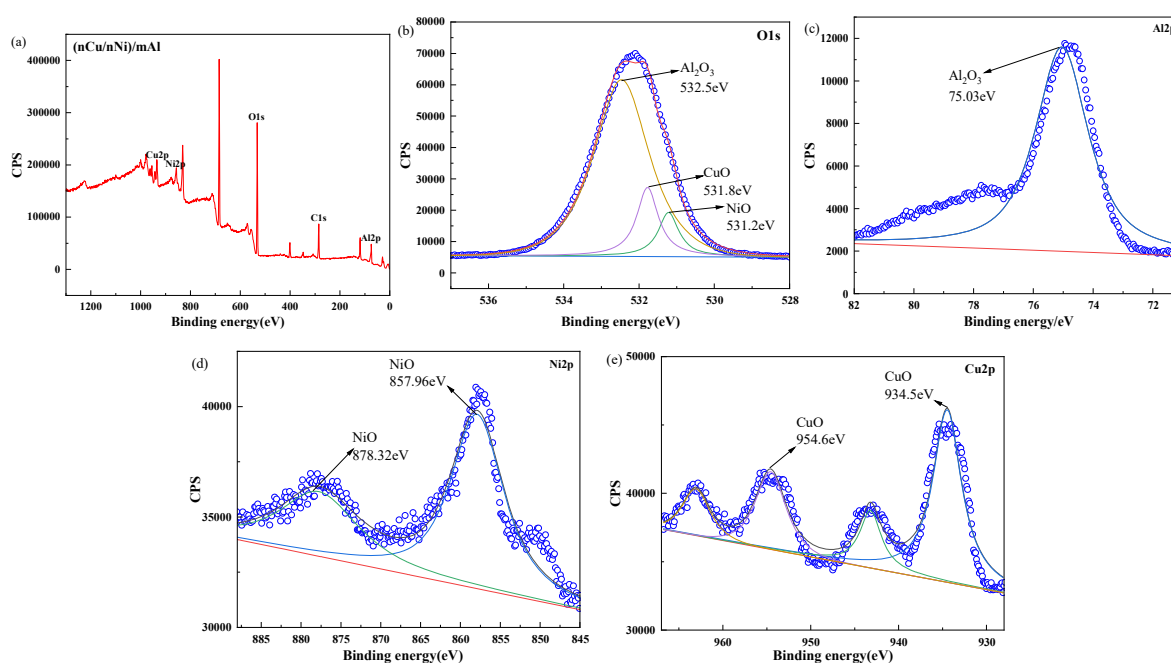 (a)
(nCu/nNi)/mAl
400000
300000
200000
100000
0
CPS
Cu2p
Ni2p
O1s
C1s
Al2p
1200 1000 800 600 400 200 0
Binding energy(eV)
(b)
O1s
80000
70000
60000
50000
40000
30000
20000
10000
0
CPS
Al₂O₃
532.5eV
CuO
531.8eV
NiO
531.2eV
536 534 532 530 528
Binding energy(eV)
(c)
Al2p
12000
10000
8000
6000
4000
2000
0
CPS
Al₂O₃
75.03eV
82 80 78 76 74 72
Binding energy/eV
(d)
Ni2p
40000
35000
30000
CPS
NiO
857.96eV
NiO
878.32eV
885 880 875 870 865 860 855 850 845
Binding energy(eV)
(e)
Cu2p
50000
40000
30000
CPS
CuO
934.5eV
CuO
954.6eV
960 950 940 930
Binding energy(eV)